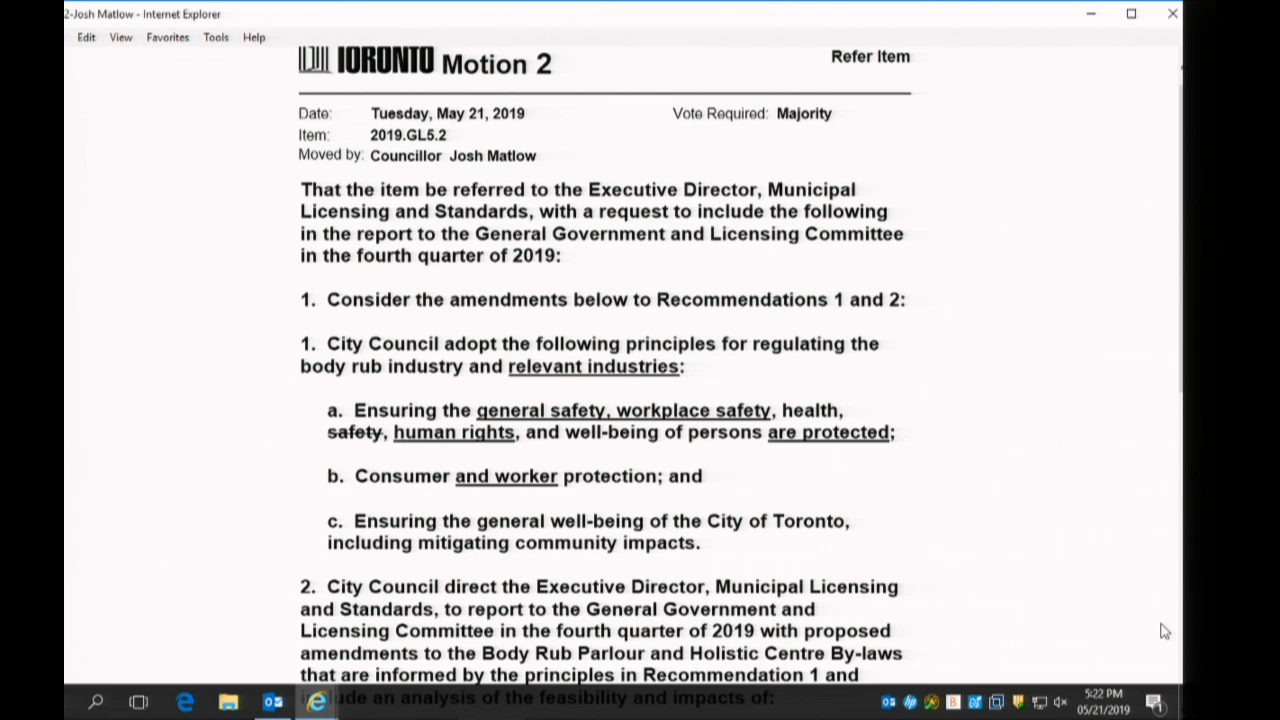 2-Josh Matlow - Internet Explorer
Edit View Favorites Tools Help
TORONTO Motion 2 Refer Item
Date: Tuesday, May 21, 2019 Vote Required: Majority
Item: 2019.GL5.2
Moved by: Councillor Josh Matlow
That the item be referred to the Executive Director, Municipal
Licensing and Standards, with a request to include the following
in the report to the General Government and Licensing Committee
in the fourth quarter of 2019:
1. Consider the amendments below to Recommendations 1 and 2:
1. City Council adopt the following principles for regulating the
body rub industry and relevant industries:
a. Ensuring the general safety, workplace safety, health,
safety, human rights, and well-being of persons are protected;
b. Consumer and worker protection; and
c. Ensuring the general well-being of the City of Toronto,
including mitigating community impacts.
2. City Council direct the Executive Director, Municipal Licensing
and Standards, to report to the General Government and
Licensing Committee in the fourth quarter of 2019 with proposed
amendments to the Body Rub Parlour and Holistic Centre By-laws
that are informed by the principles in Recommendation 1 and
an analysis of the feasibility and impacts of:
5:22 PM
05/21/2019